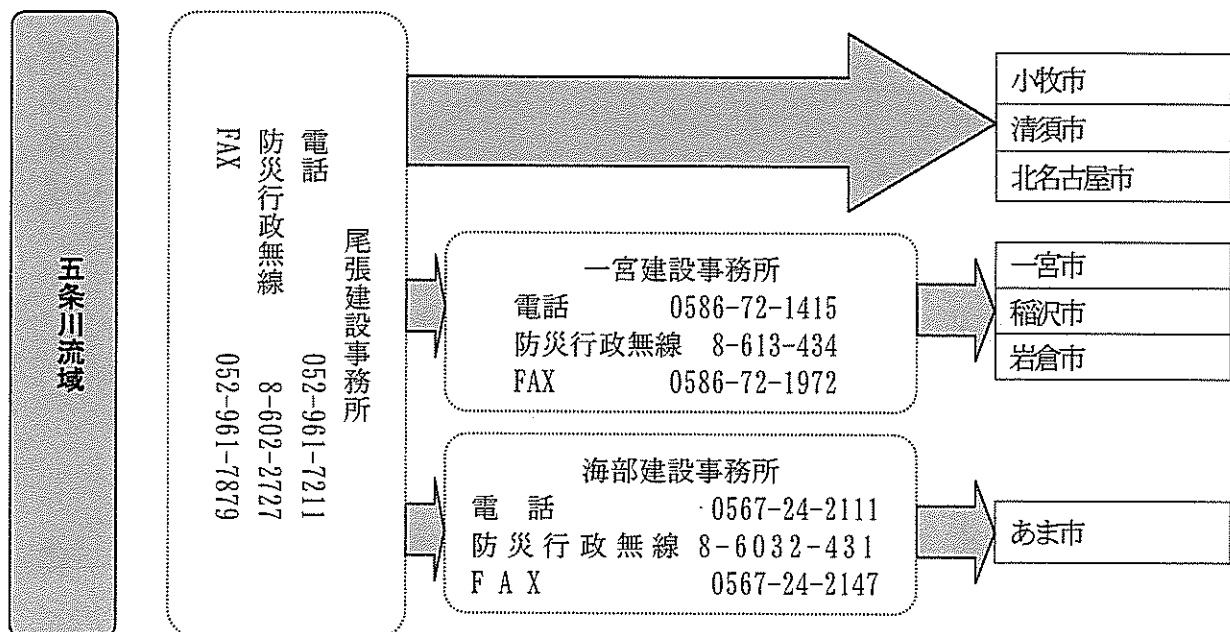 五条川流域
尾張建設事務所
電話 052-961-7211
防災行政無線 8-602-2727
FAX 052-961-7879
小牧市
清須市
北名古屋市
一宮建設事務所
電話 0586-72-1415
防災行政無線 8-613-434
FAX 0586-72-1972
一宮市
稲沢市
岩倉市
海部建設事務所
電 話 0567-24-2111
防災行政無線 8-6032-431
F A X 0567-24-2147
あま市